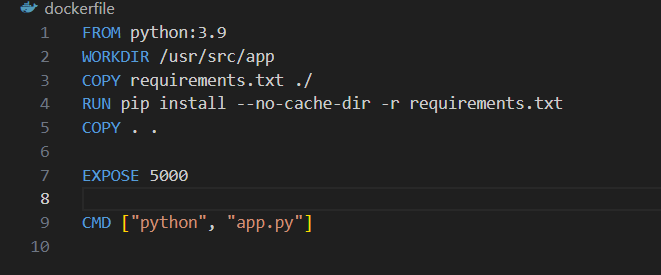 dockerfile
1 FROM python:3.9
2 WORKDIR /usr/src/app
3 COPY requirements.txt ./
4 RUN pip install --no-cache-dir -r requirements.txt
5 COPY . .
6
7 EXPOSE 5000
8
9 CMD ["python", "app.py"]
10